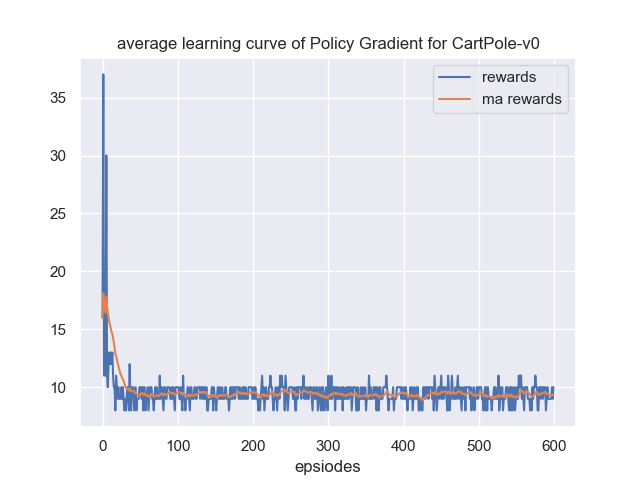 average learning curve of Policy Gradient for CartPole-v0
rewards
ma rewards
35
30
25
20
15
10
0 100 200 300 400 500 600
epsiodes